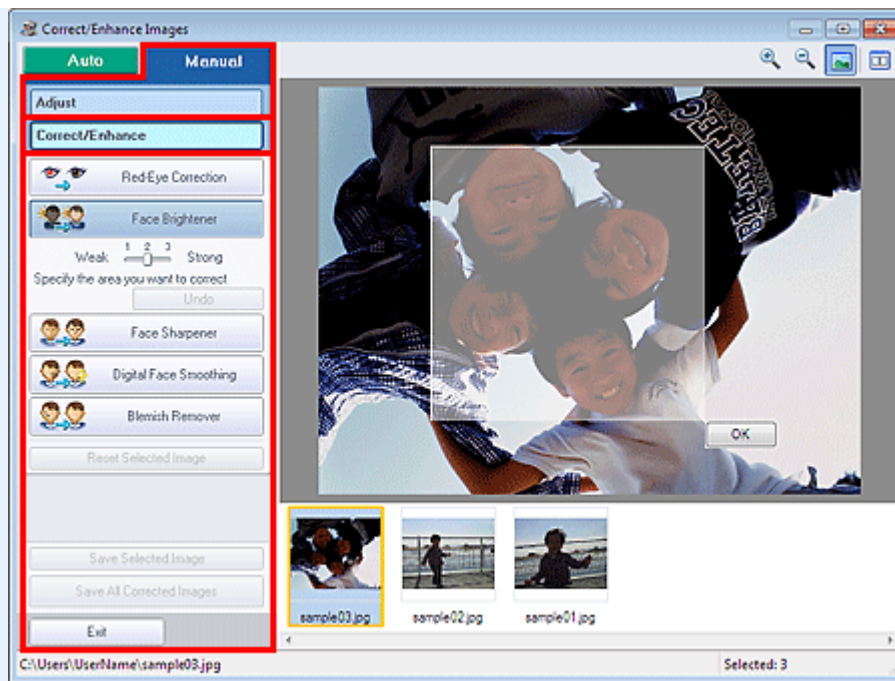 Correct/Enhance Images
Auto
Manual
Adjust
Correct/Enhance
Red-Eye Correction
Face Brightener
1 2 3
Weak Strong
Specify the area you want to correct
Undo
Face Sharpener
Digital Face Smoothing
Blemish Remover
Reset Selected Image
Save Selected Image
Save All Corrected Images
Exit
OK
sample03.jpg
sample02.jpg
sample01.jpg
C:\Users\UserName\sample03.jpg
Selected: 3